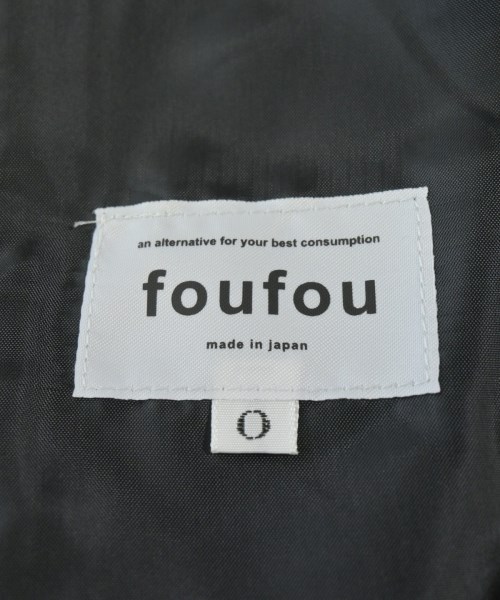 an alternative for your best consumption
foufou
made in japan
0